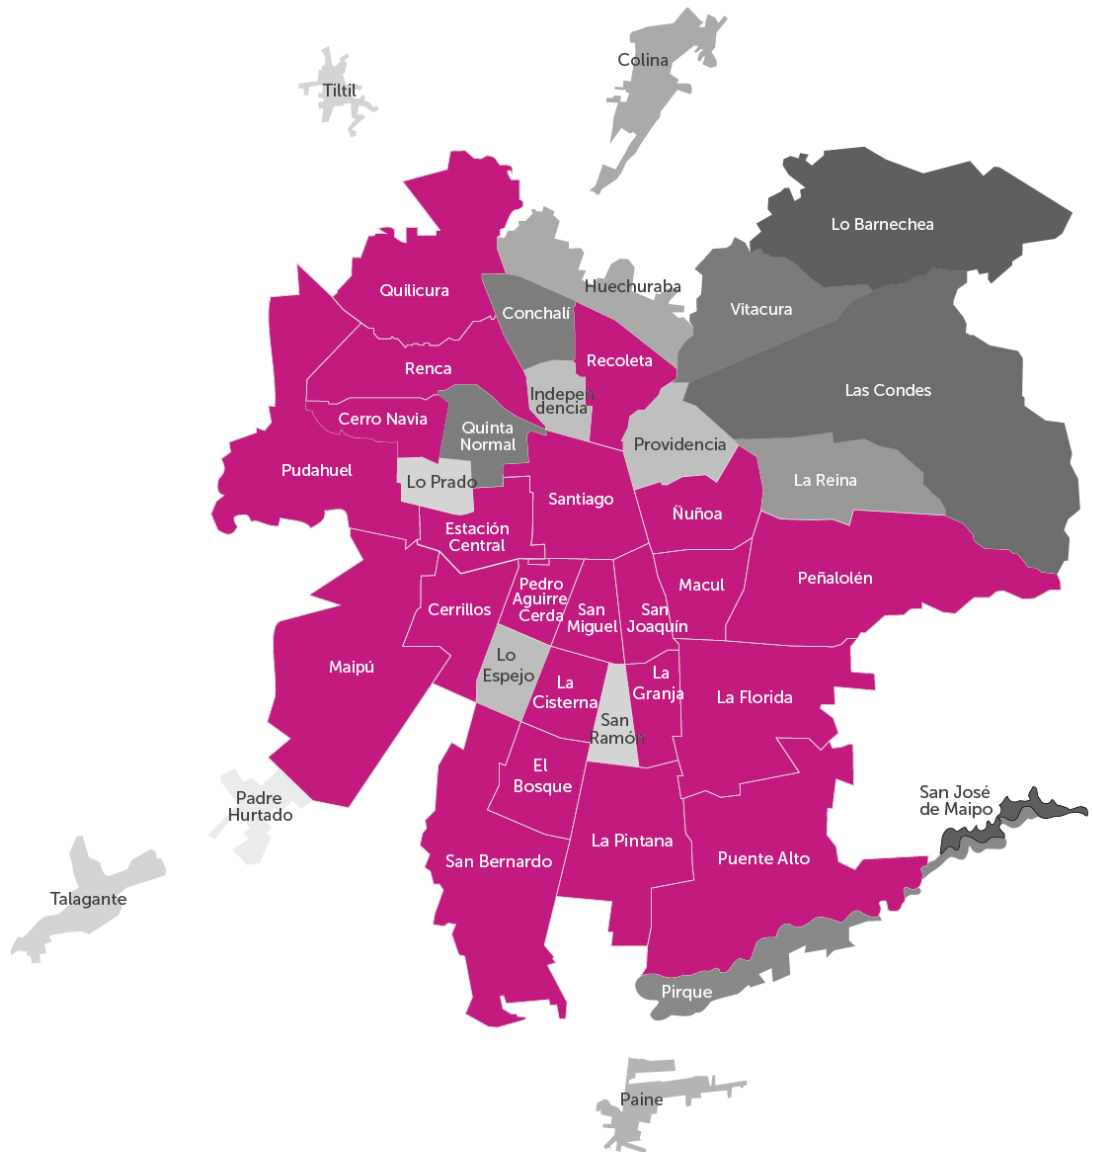 Colina
Tiltil
Lo Barnechea
Quilicura
Huechuraba
Vitacura
Conchalí
Recoleta
Renca
Las Condes
Indepen
dencia
Cerro Navia
Quinta
Normal
Providencia
Pudahuel
Lo Prado
La Reina
Santiago
Ñuñoa
Estación
Central
Peñalolén
Pedro
Aguirre
Cerda
Macul
Cerrillos
San
Miguel
San
Joaquín
Maipú
Lo
Espejo
La
Cisterna
La
Granja
La Florida
San
Ramón
El
Bosque
Padre
Hurtado
San José
de Maipo
La Pintana
San Bernardo
Puente Alto
Talagante
Pirque
Paine